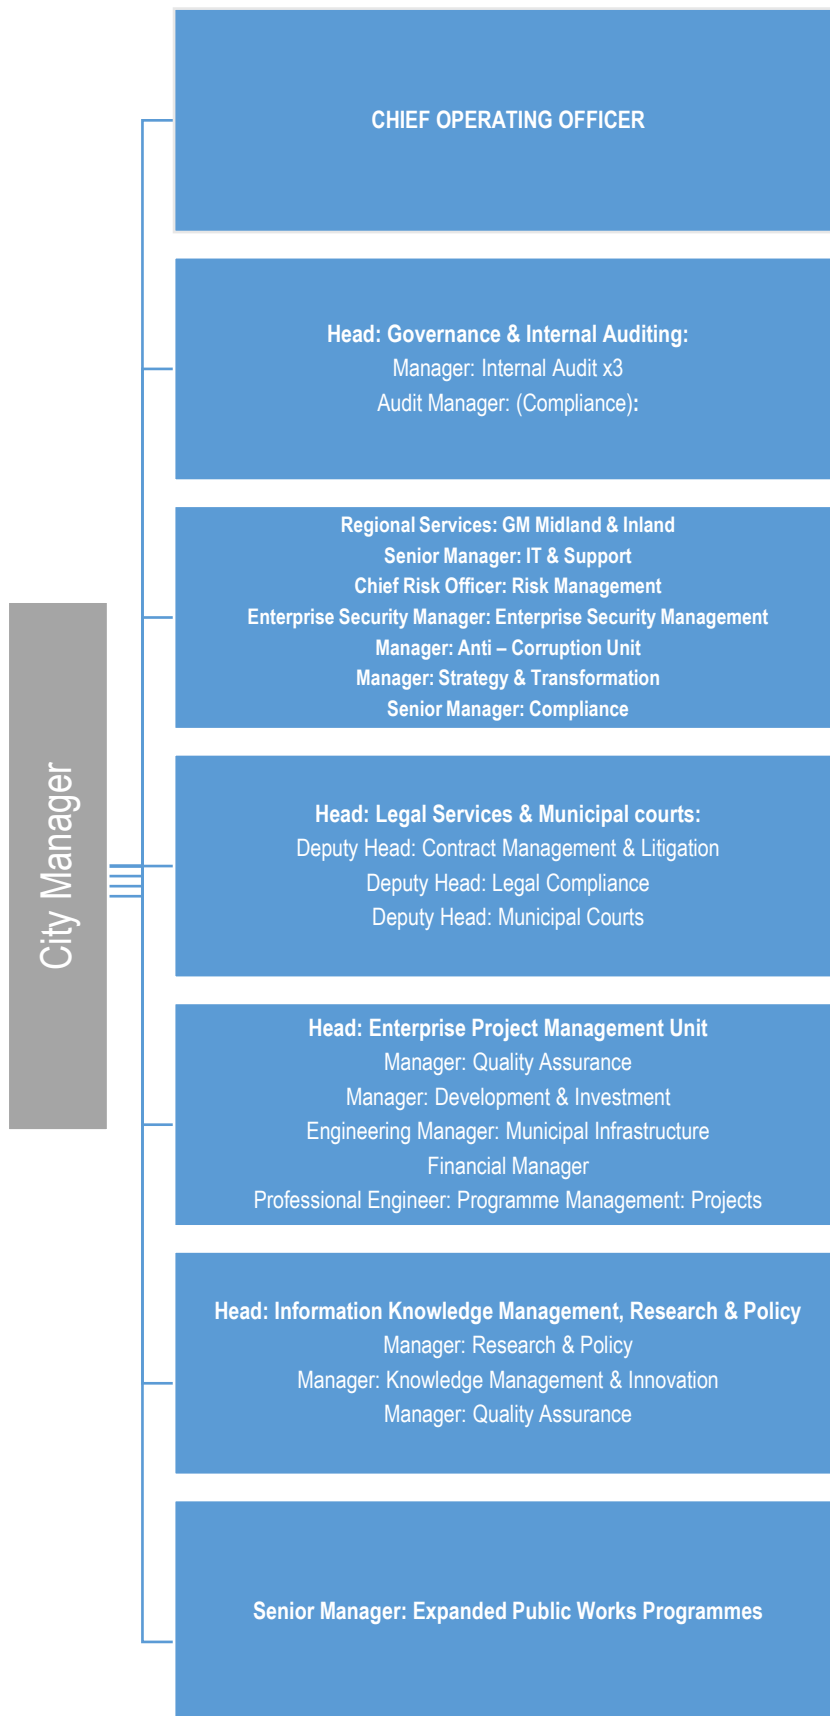 City Manager
CHIEF OPERATING OFFICER
Head: Governance & Internal Auditing:
Manager: Internal Audit x3
Audit Manager: (Compliance):
Regional Services: GM Midland & Inland
Senior Manager: IT & Support
Chief Risk Officer: Risk Management
Enterprise Security Manager: Enterprise Security Management
Manager: Anti – Corruption Unit
Manager: Strategy & Transformation
Senior Manager: Compliance
Head: Legal Services & Municipal courts:
Deputy Head: Contract Management & Litigation
Deputy Head: Legal Compliance
Deputy Head: Municipal Courts
Head: Enterprise Project Management Unit
Manager: Quality Assurance
Manager: Development & Investment
Engineering Manager: Municipal Infrastructure
Financial Manager
Professional Engineer: Programme Management: Projects
Head: Information Knowledge Management, Research & Policy
Manager: Research & Policy
Manager: Knowledge Management & Innovation
Manager: Quality Assurance
Senior Manager: Expanded Public Works Programmes